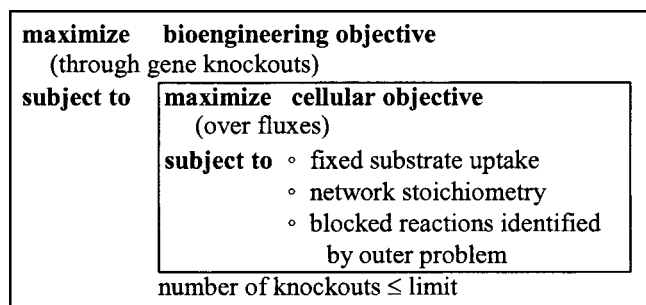 maximize bioengineering objective
(through gene knockouts)
subject to maximize cellular objective
(over fluxes)
subject to ◦ fixed substrate uptake
◦ network stoichiometry
◦ blocked reactions identified
by outer problem
number of knockouts ≤ limit